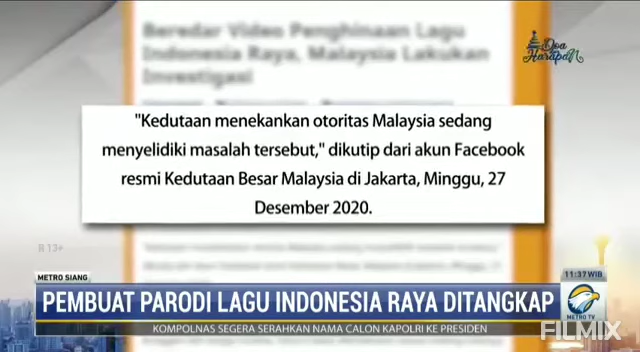 Beredar Video Penghinaan Lagu
Indonesia Raya, Malaysia Lakukan
Investigasi
Doa
Harapan
"Kedutaan menekankan otoritas Malaysia sedang
menyelidiki masalah tersebut," dikutip dari akun Facebook
resmi Kedutaan Besar Malaysia di Jakarta, Minggu, 27
Desember 2020.
R 13+
METRO SIANG
11:37 WIB
PEMBUAT PARODI LAGU INDONESIA RAYA DITANGKAP
METRO TV
KOMPOLNAS SEGERA SERAHKAN NAMA CALON KAPOLRI KE PRESIDEN
FILMIX